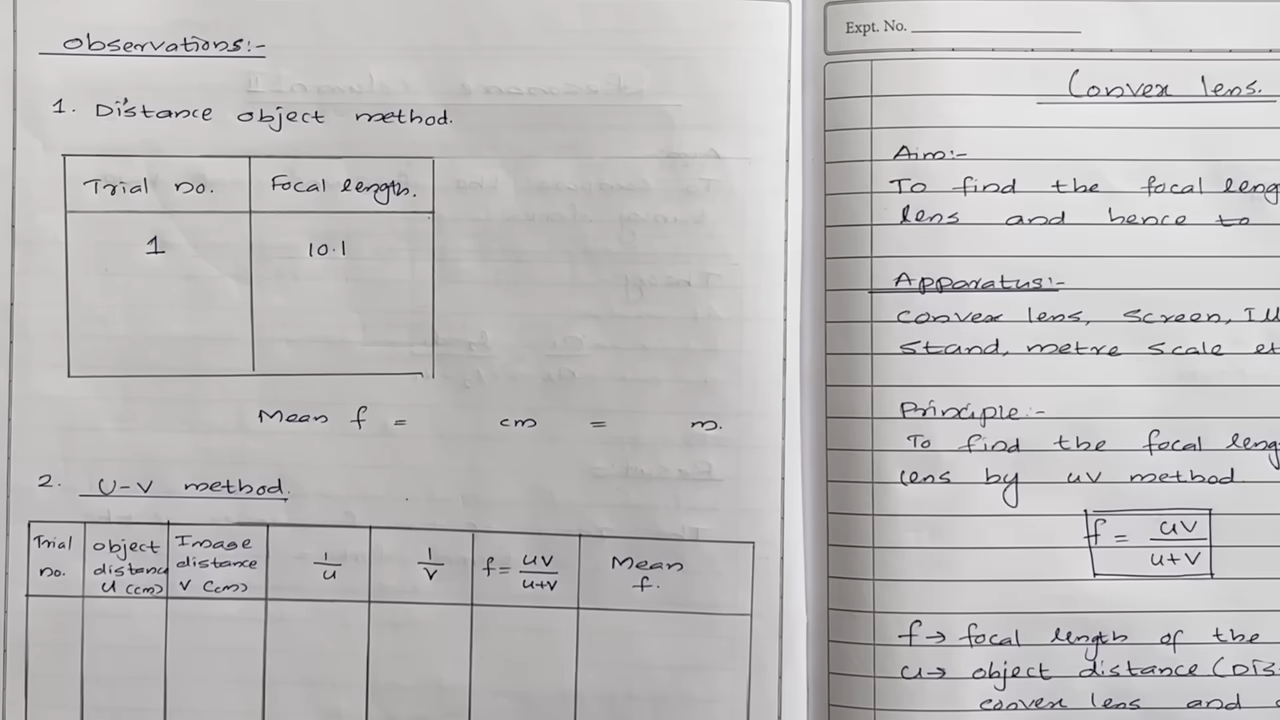 Observations:-
1. Distance object method.
Trial no. Focal length.
1 10.1
Mean f = cm = m.
2. U-V method.
Trial no. object distanc u (cm) Image distance v (cm) 1/u 1/v f = uv/u+v Mean f.
Expt. No.
Convex lens.
Aim:-
To find the focal leng
lens and hence to
Apparatus:-
Convex lens, screen, Ill
stand, metre scale et
Principle:-
To find the focal leng
lens by uv method
f = uv/u+v
f → focal length of the
u → object distance (Dis
convex lens and